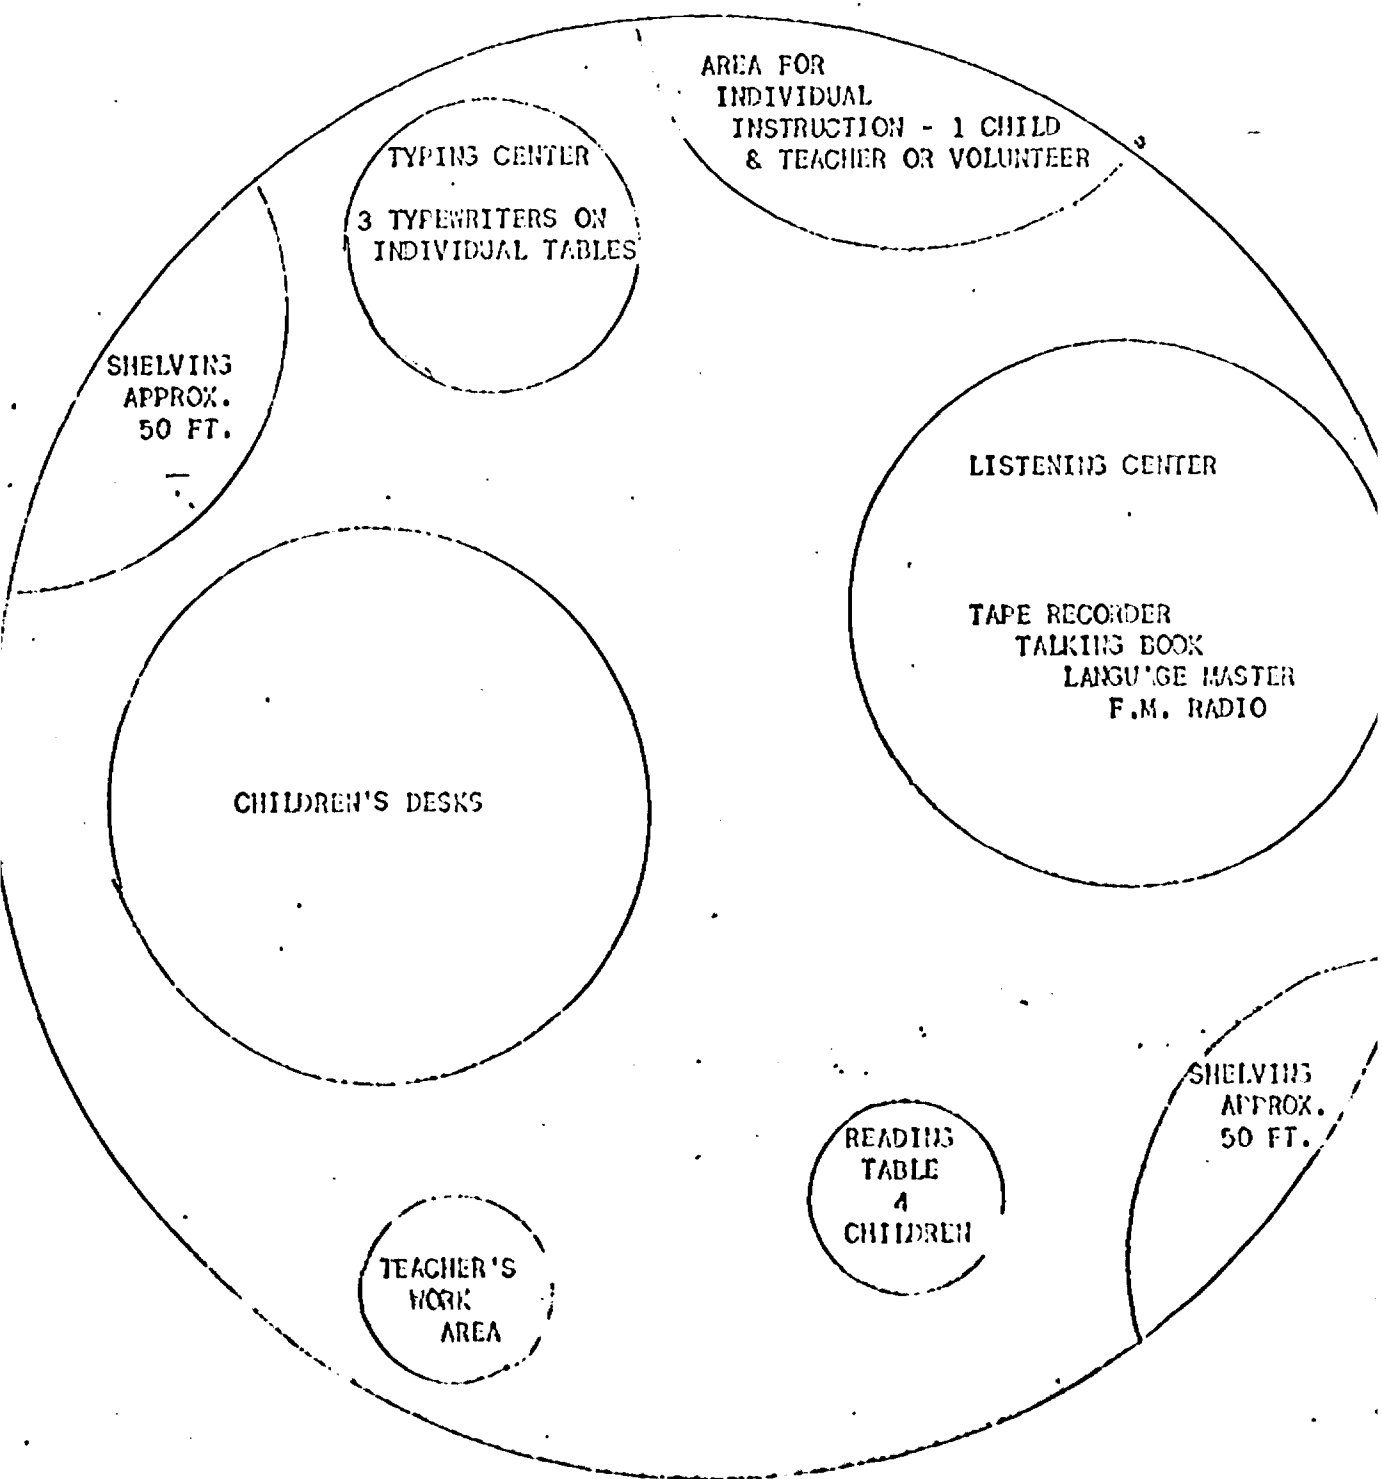 AREA FOR
INDIVIDUAL
INSTRUCTION - 1 CHILD
& TEACHER OR VOLUNTEER
TYPING CENTER
3 TYPEWRITERS ON
INDIVIDUAL TABLES
SHELVING
APPROX.
50 FT.
LISTENING CENTER
TAPE RECORDER
TALKING BOOK
LANGUAGE MASTER
F.M. RADIO
CHILDREN'S DESKS
SHELVING
APPROX.
50 FT.
READING
TABLE
4
CHILDREN
TEACHER'S
WORK
AREA